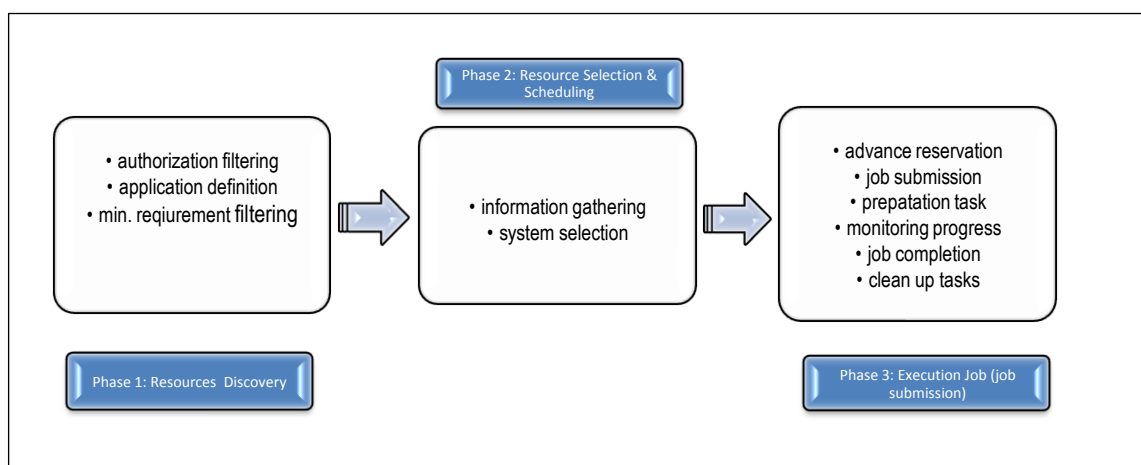 Phase 2: Resource Selection &
Scheduling
• authorization filtering
• application definition
• min. reqiurement filtering
• information gathering
• system selection
• advance reservation
• job submission
• prepatation task
• monitoring progress
• job completion
• clean up tasks
Phase 1: Resources Discovery
Phase 3: Execution Job (job
submission)